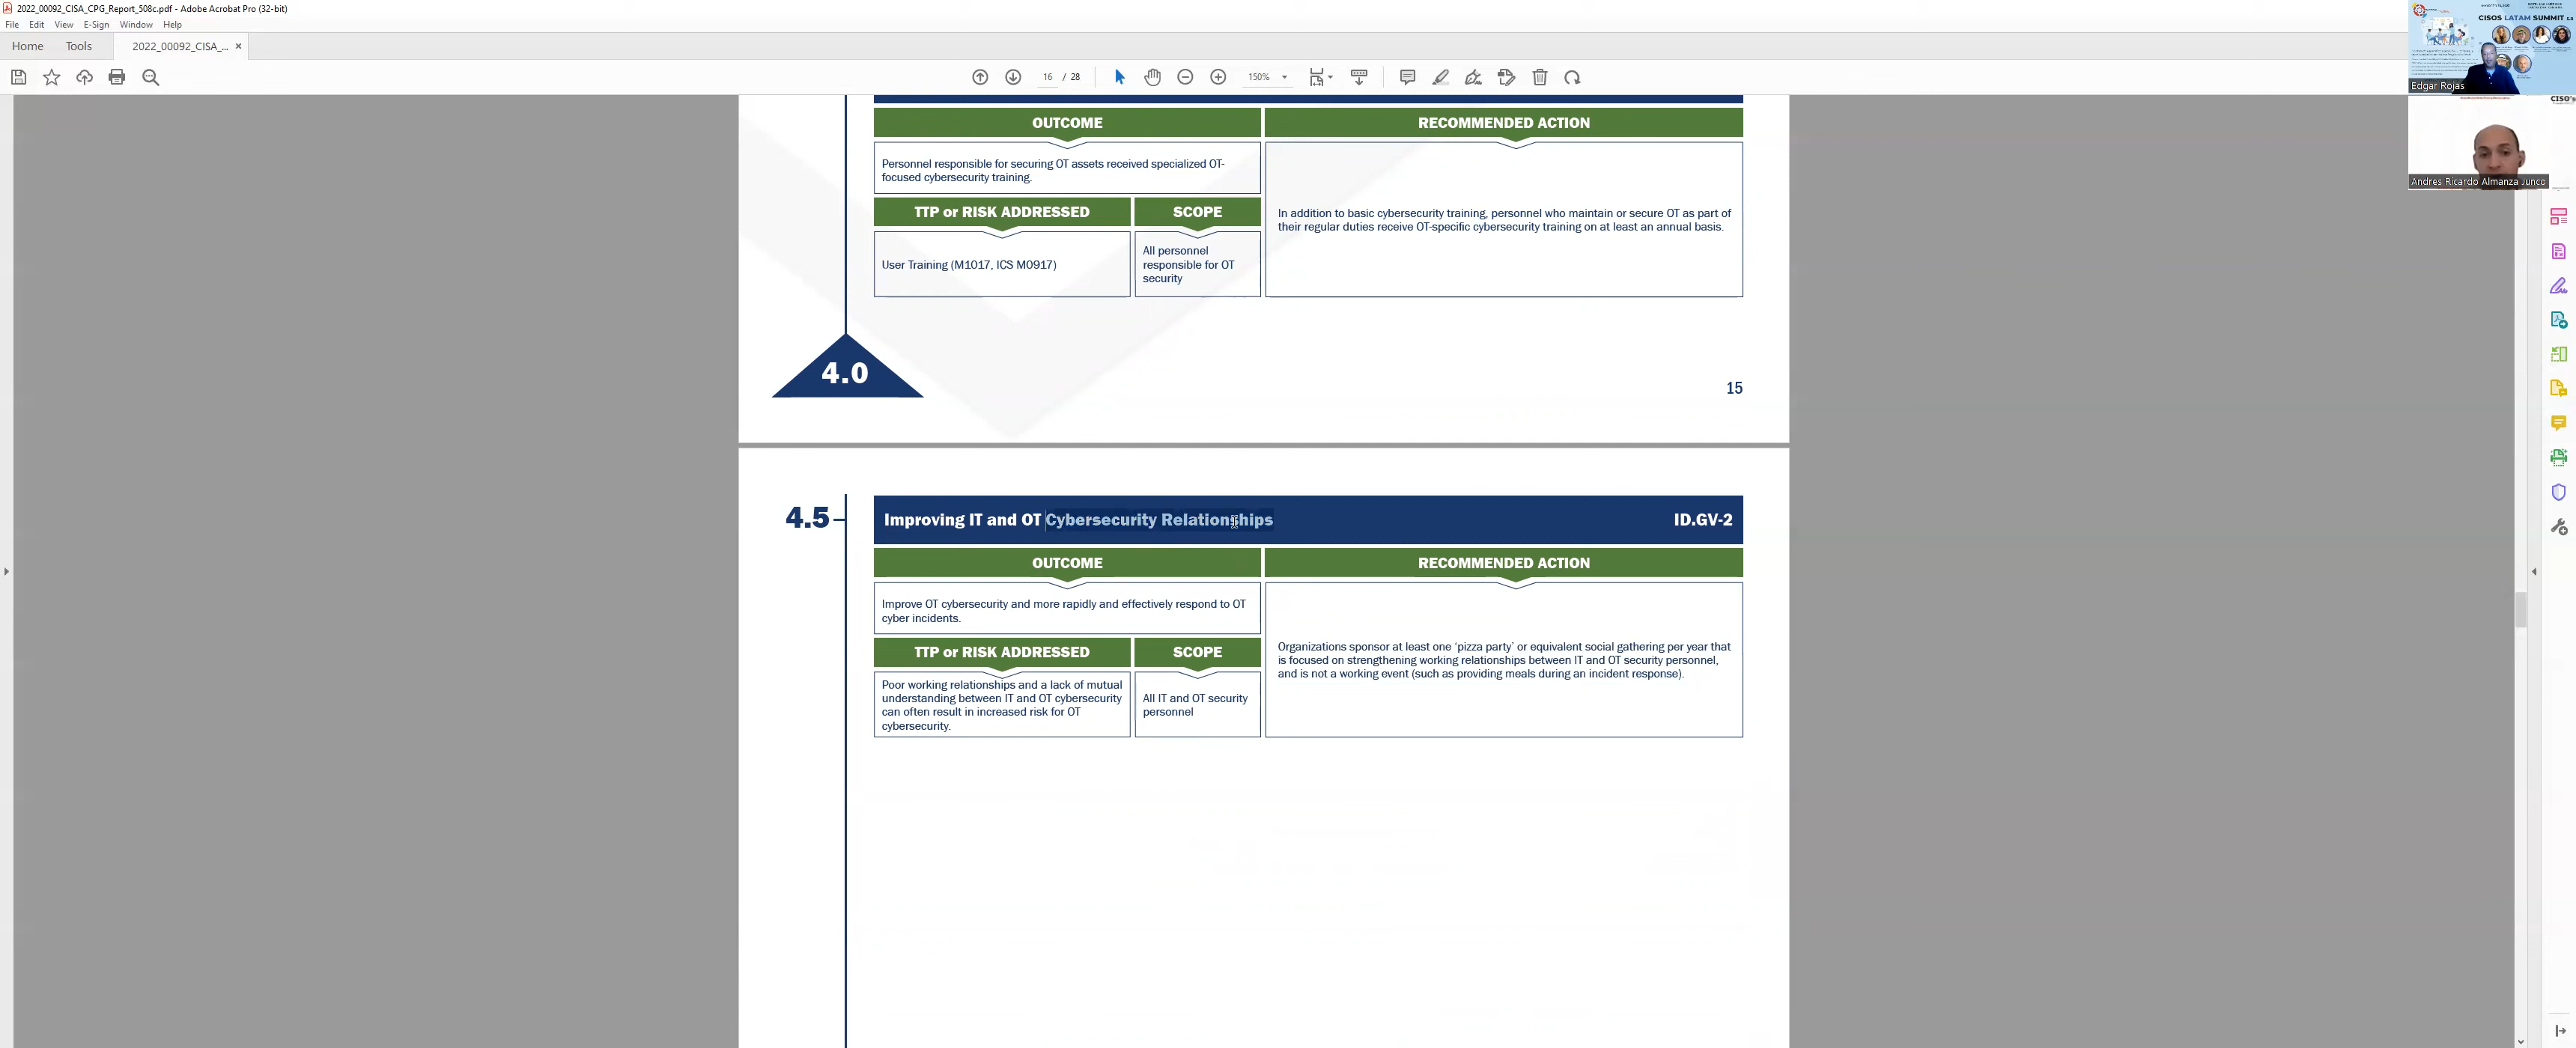 2022_00092_CISA_CPG_Report_508c.pdf - Adobe Acrobat Pro (32-bit)
File Edit View E-Sign Window Help
Home Tools 2022_00092_CISA_... ×
16 / 28 150%
OUTCOME
Personnel responsible for securing OT assets received specialized OT-
focused cybersecurity training.
TTP or RISK ADDRESSED
User Training (M1017, ICS M0917)
SCOPE
All personnel
responsible for OT
security
RECOMMENDED ACTION
In addition to basic cybersecurity training, personnel who maintain or secure OT as part of
their regular duties receive OT-specific cybersecurity training on at least an annual basis.
4.0
15
4.5
Improving IT and OT Cybersecurity Relationships ID.GV-2
OUTCOME
Improve OT cybersecurity and more rapidly and effectively respond to OT
cyber incidents.
TTP or RISK ADDRESSED
Poor working relationships and a lack of mutual
understanding between IT and OT cybersecurity
can often result in increased risk for OT
cybersecurity.
SCOPE
All IT and OT security
personnel
RECOMMENDED ACTION
Organizations sponsor at least one ‘pizza party’ or equivalent social gathering per year that
is focused on strengthening working relationships between IT and OT security personnel,
and is not a working event (such as providing meals during an incident response).
CISOS LATAM SUMMIT
Edgar Rojas
CISO
Andres Ricardo Almanza Junco